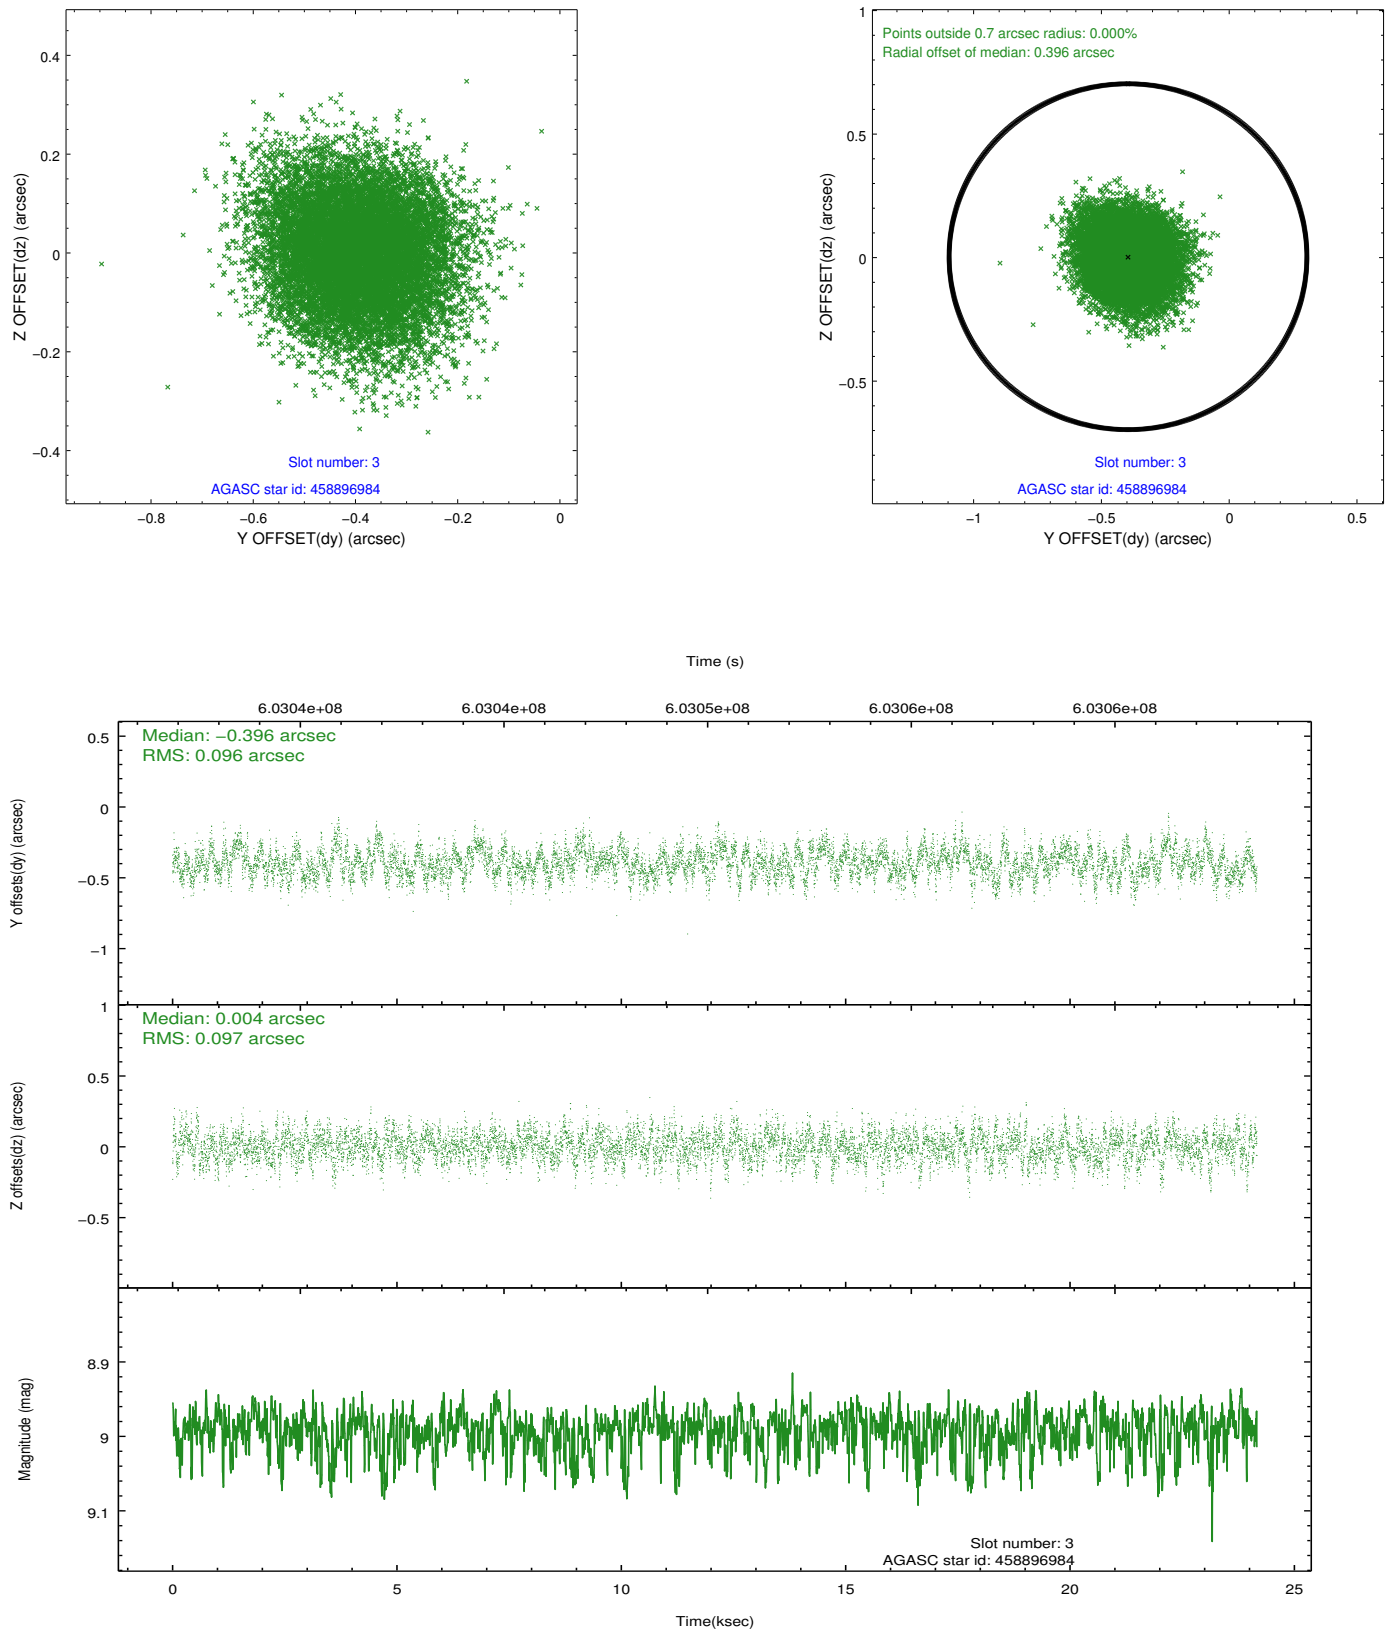 0.4
0.2
0
−0.2
−0.4
Z OFFSET(dz) (arcsec)
Slot number: 3
AGASC star id: 458896984
−0.8
−0.6
−0.4
−0.2
0
Y OFFSET(dy) (arcsec)
1
0.5
0
−0.5
Z OFFSET(dz) (arcsec)
Points outside 0.7 arcsec radius: 0.000%
Radial offset of median: 0.396 arcsec
Slot number: 3
AGASC star id: 458896984
−1
−0.5
0
0.5
Y OFFSET(dy) (arcsec)
Time (s)
6.0304e+08
6.0304e+08
6.0305e+08
6.0306e+08
6.0306e+08
0.5
0
−0.5
−1
Y offsets(dy) (arcsec)
Median: −0.396 arcsec
RMS: 0.096 arcsec
1
0.5
0
−0.5
Z offsets(dz) (arcsec)
Median: 0.004 arcsec
RMS: 0.097 arcsec
8.9
9
9.1
Magnitude (mag)
Slot number: 3
AGASC star id: 458896984
0
5
10
15
20
25
Time(ksec)